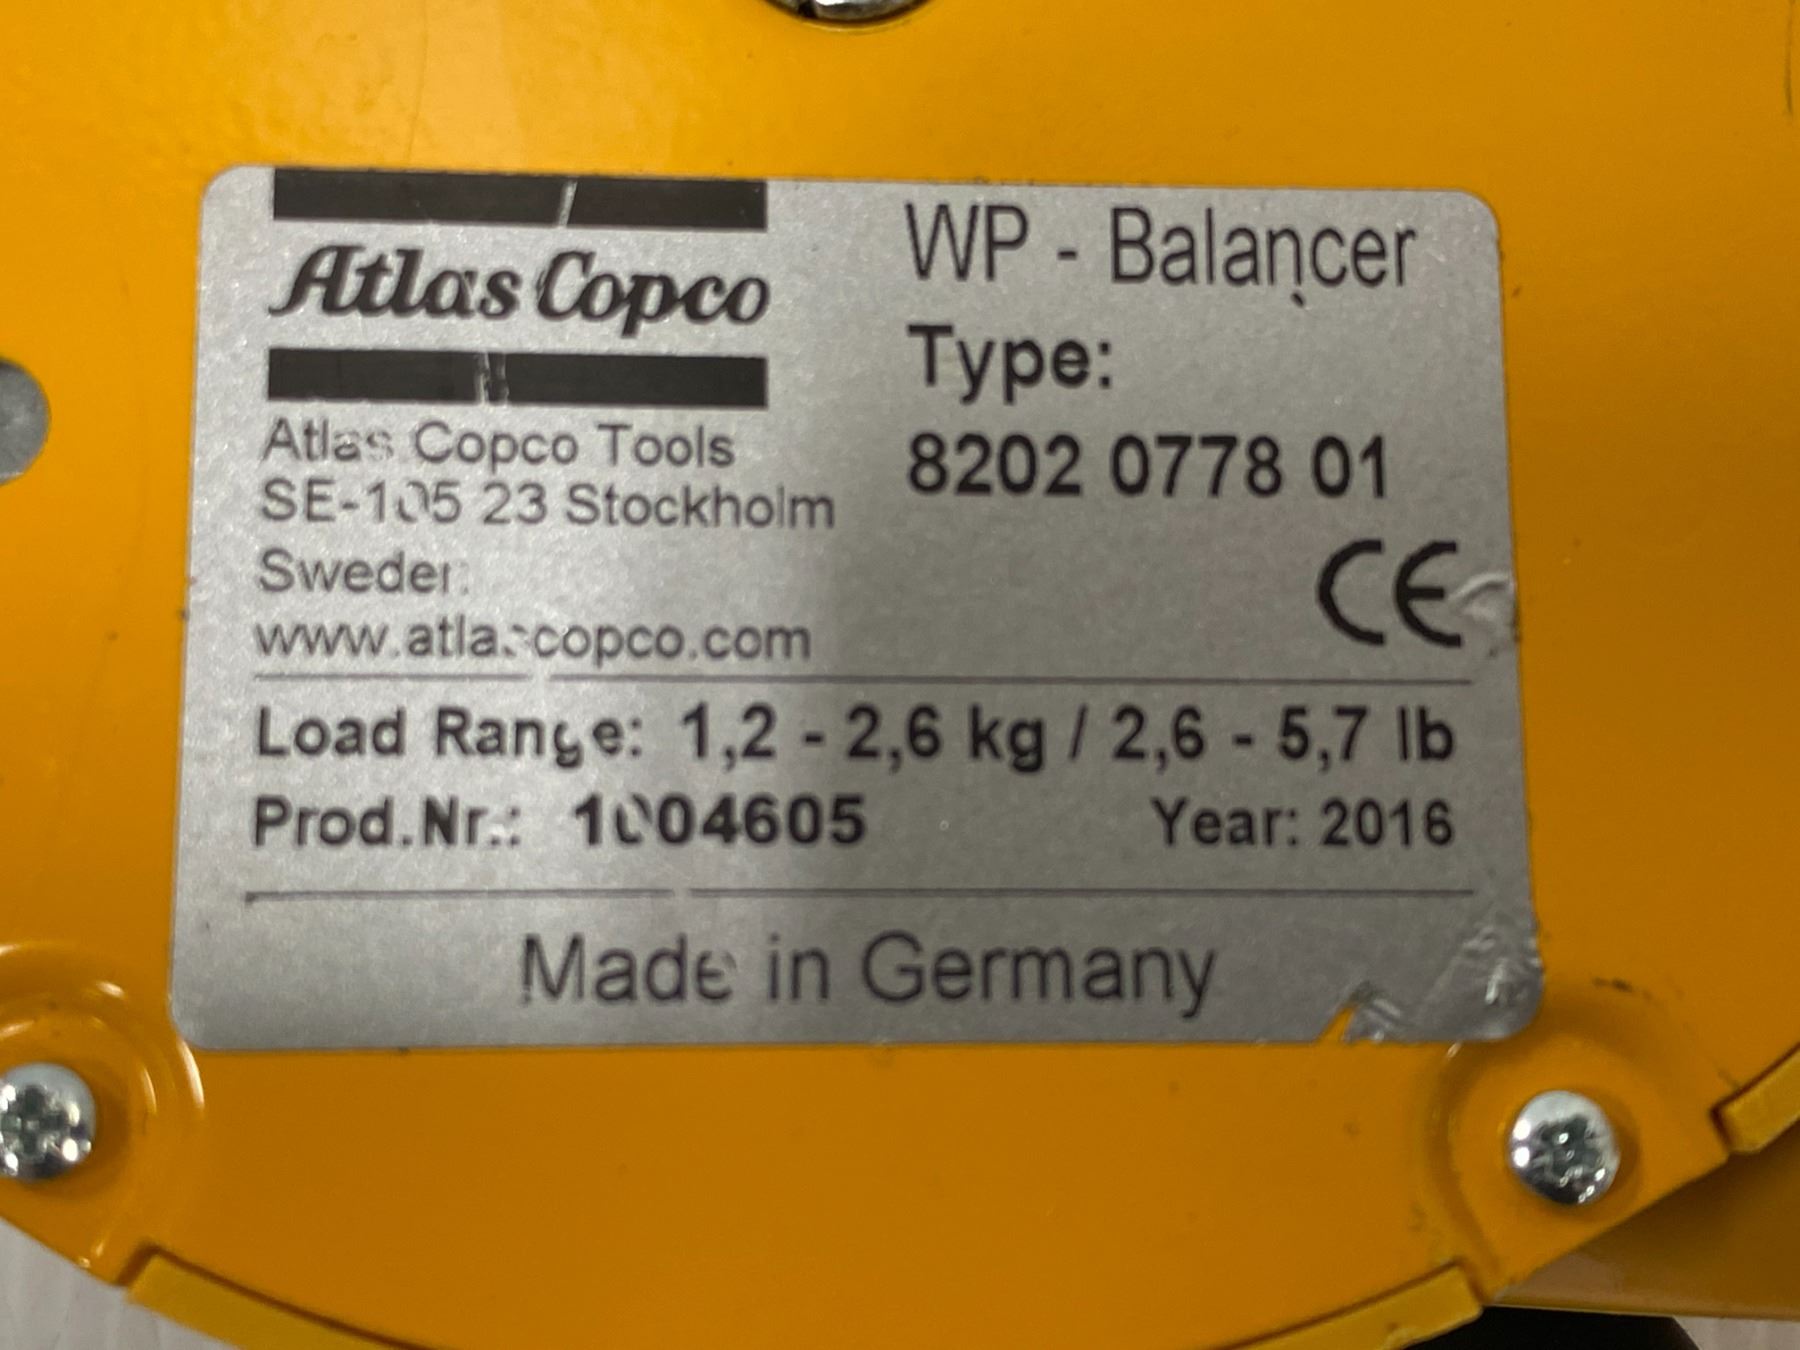 Atlas Copco
Atlas Copco Tools
SE-105 23 Stockholm
Sweden
www.atlascopco.com
WP - Balancer
Type:
8202 0778 01
CE
Load Range: 1,2 - 2,6 kg / 2,6 - 5,7 lb
Prod.Nr.: 1004605 Year: 2016
Made in Germany